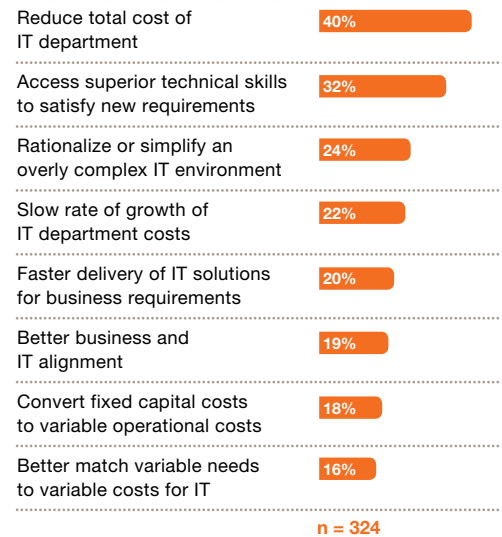 Reduce total cost of
IT department
40%
Access superior technical skills
to satisfy new requirements
32%
Rationalize or simplify an
overly complex IT environment
24%
Slow rate of growth of
IT department costs
22%
Faster delivery of IT solutions
for business requirements
20%
Better business and
IT alignment
19%
Convert fixed capital costs
to variable operational costs
18%
Better match variable needs
to variable costs for IT
16%
n = 324